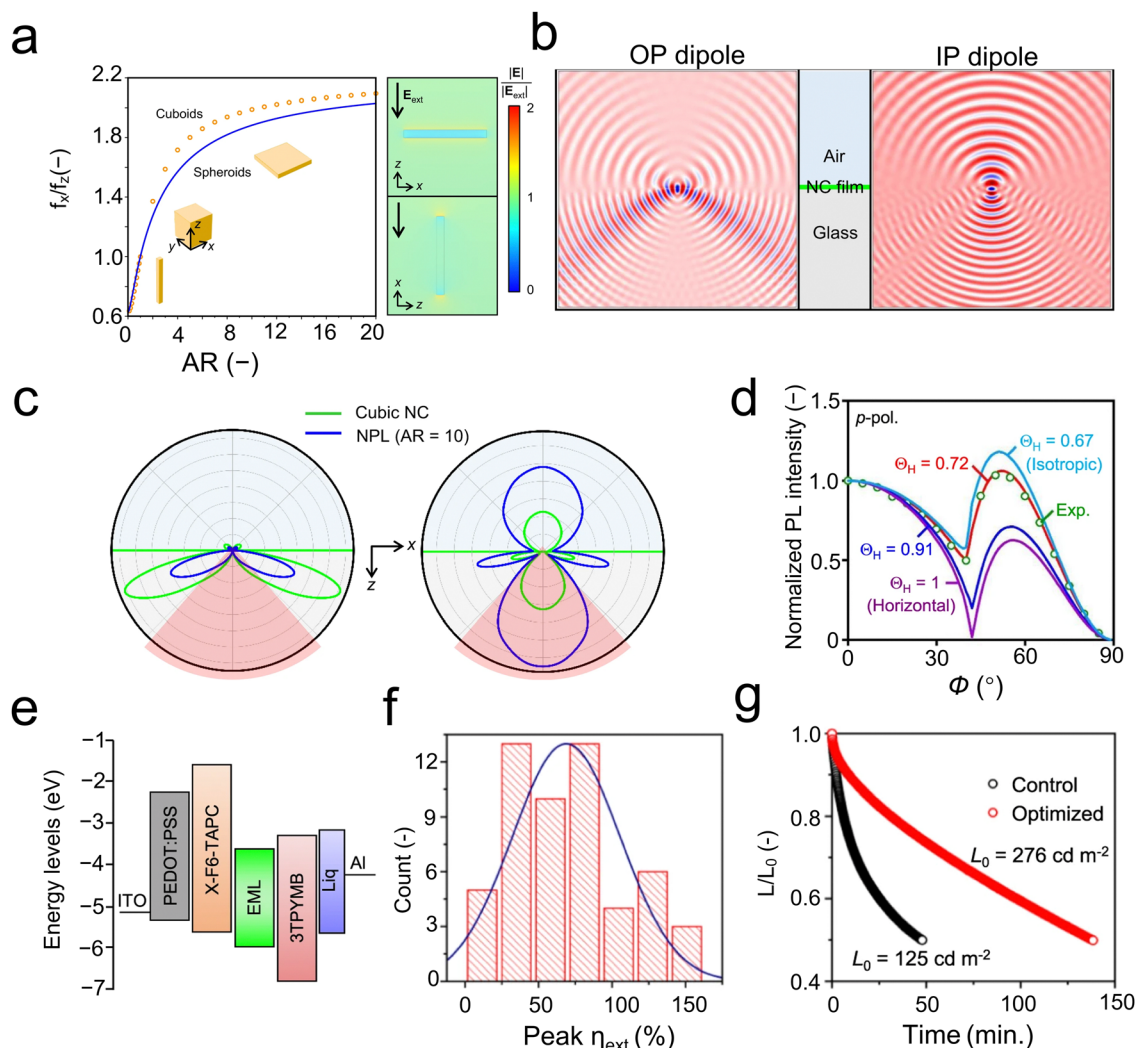 a
2.2
1.8
1.4
1.0
0.6
f_x/f_z(−)
0 4 8 12 16 20
AR (−)
Cuboids
Spheroids
z
y x
E_ext
z
x
x
z
|E|
|E_ext|
2
1
0
b
OP dipole
IP dipole
Air
NC film
Glass
c
Cubic NC
NPL (AR = 10)
x
z
d
Normalized PL intensity (−)
1.5
1.0
0.5
0
p-pol.
Θ_H = 0.67
(Isotropic)
Θ_H = 0.72
Exp.
Θ_H = 0.91
Θ_H = 1
(Horizontal)
0 30 60 90
Φ (°)
e
Energy levels (eV)
−1
−2
−3
−4
−5
−6
−7
ITO
PEDOT:PSS
X-F6-TAPC
EML
3TPYMB
Liq
Al
f
Count (-)
12
9
6
3
0
0 50 100 150
Peak η_ext (%)
g
L/L_0 (-)
1.0
0.8
0.6
0.4
Control
Optimized
L_0 = 276 cd m⁻²
L_0 = 125 cd m⁻²
0 50 100 150
Time (min.)